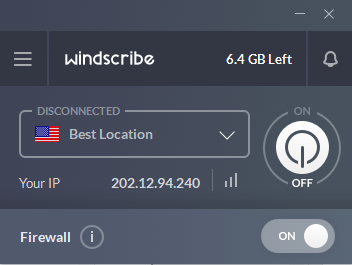 windscribe
6.4 GB Left
DISCONNECTED
Best Location
ON
OFF
Your IP 202.12.94.240
Firewall i ON